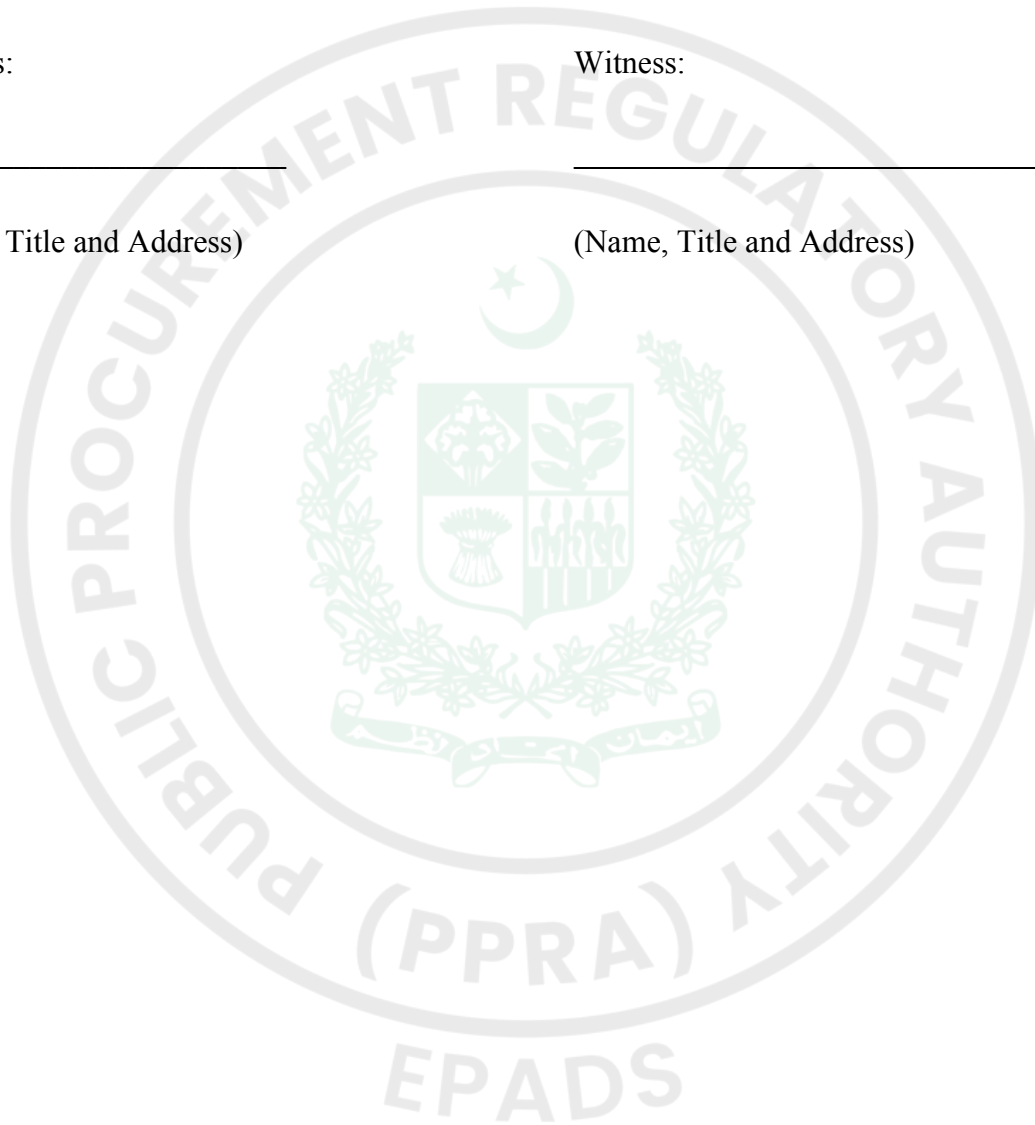 s: Witness:
Title and Address) (Name, Title and Address)
PUBLIC PROCUREMENT REGULATORY AUTHORITY
(PPRA)
EPADS